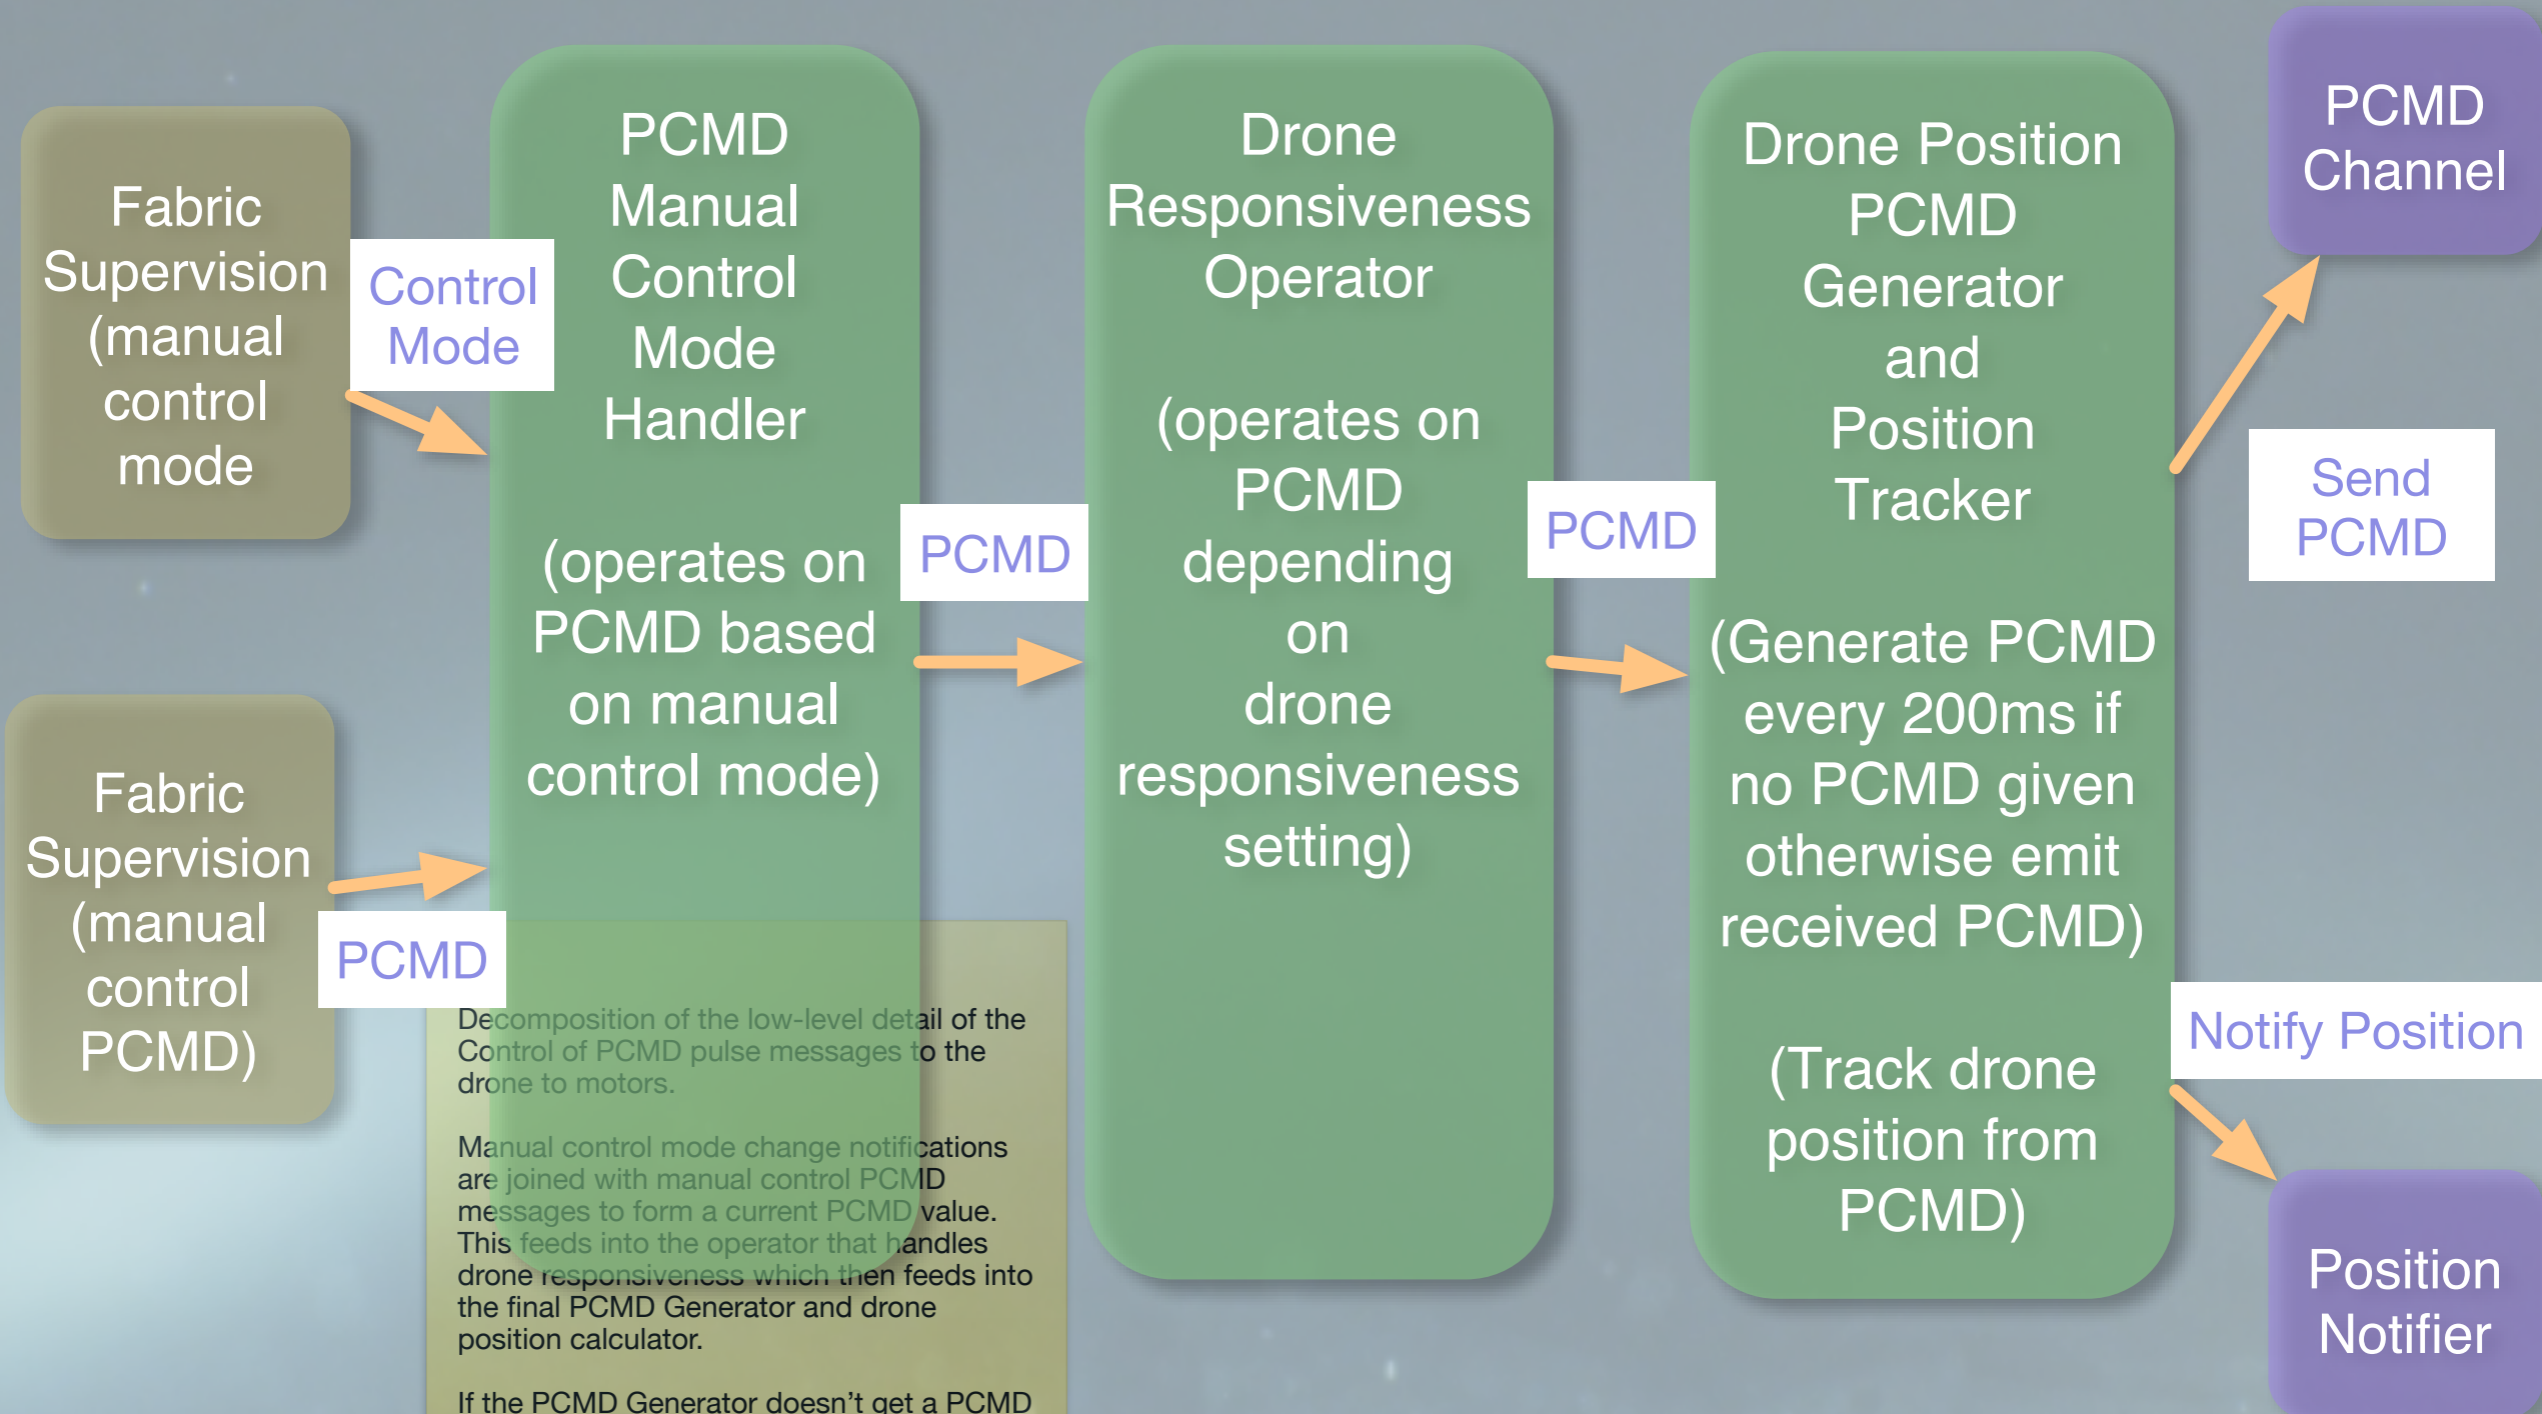 Fabric
Supervision
(manual
control
mode
Control
Mode
Fabric
Supervision
(manual
control
PCMD)
PCMD
PCMD
Manual
Control
Mode
Handler
(operates on
PCMD based
on manual
control mode)
Decomposition of the low-level detail of the
Control of PCMD pulse messages to the
drone to motors.
Manual control mode change notifications
are joined with manual control PCMD
messages to form a current PCMD value.
This feeds into the operator that handles
drone responsiveness which then feeds into
the final PCMD Generator and drone
position calculator.
If the PCMD Generator doesn't get a PCMD
PCMD
Drone
Responsiveness
Operator
(operates on
PCMD
depending
on
drone
responsiveness
setting)
PCMD
Drone Position
PCMD
Generator
and
Position
Tracker
(Generate PCMD
every 200ms if
no PCMD given
otherwise emit
received PCMD)
(Track drone
position from
PCMD)
PCMD
Channel
Send
PCMD
Notify Position
Position
Notifier